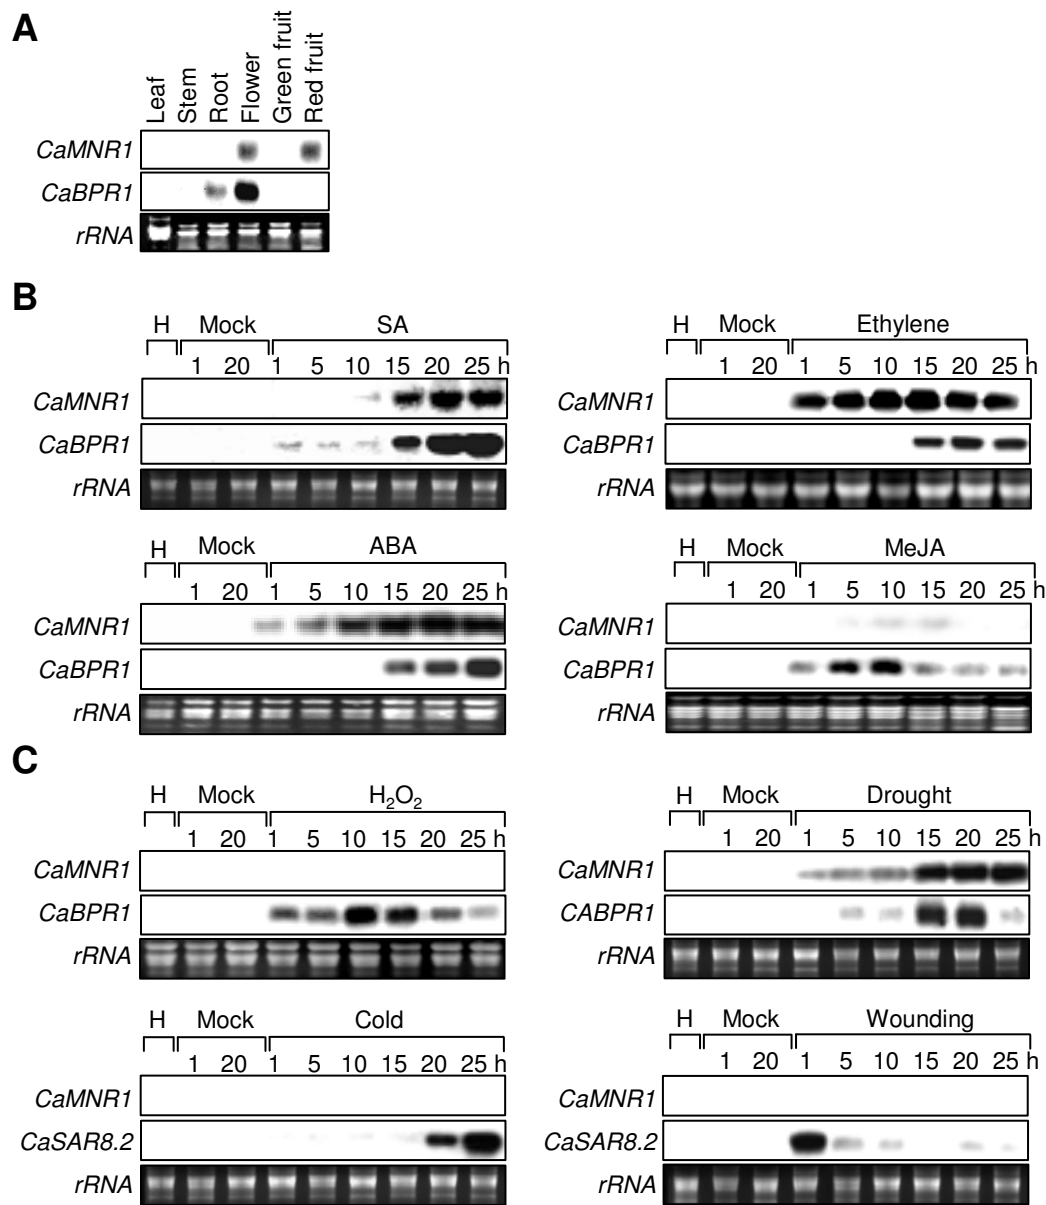 A
Leaf
Stem
Root
Flower
Green fruit
Red fruit
CaMNR1
CaBPR1
rRNA
B
H Mock SA
1 20 1 5 10 15 20 25 h
CaMNR1
CaBPR1
rRNA
H Mock Ethylene
1 20 1 5 10 15 20 25 h
CaMNR1
CaBPR1
rRNA
H Mock ABA
1 20 1 5 10 15 20 25 h
CaMNR1
CaBPR1
rRNA
H Mock MeJA
1 20 1 5 10 15 20 25 h
CaMNR1
CaBPR1
rRNA
C
H Mock H₂O₂
1 20 1 5 10 15 20 25 h
CaMNR1
CaBPR1
rRNA
H Mock Drought
1 20 1 5 10 15 20 25 h
CaMNR1
CABPR1
rRNA
H Mock Cold
1 20 1 5 10 15 20 25 h
CaMNR1
CaSAR8.2
rRNA
H Mock Wounding
1 20 1 5 10 15 20 25 h
CaMNR1
CaSAR8.2
rRNA